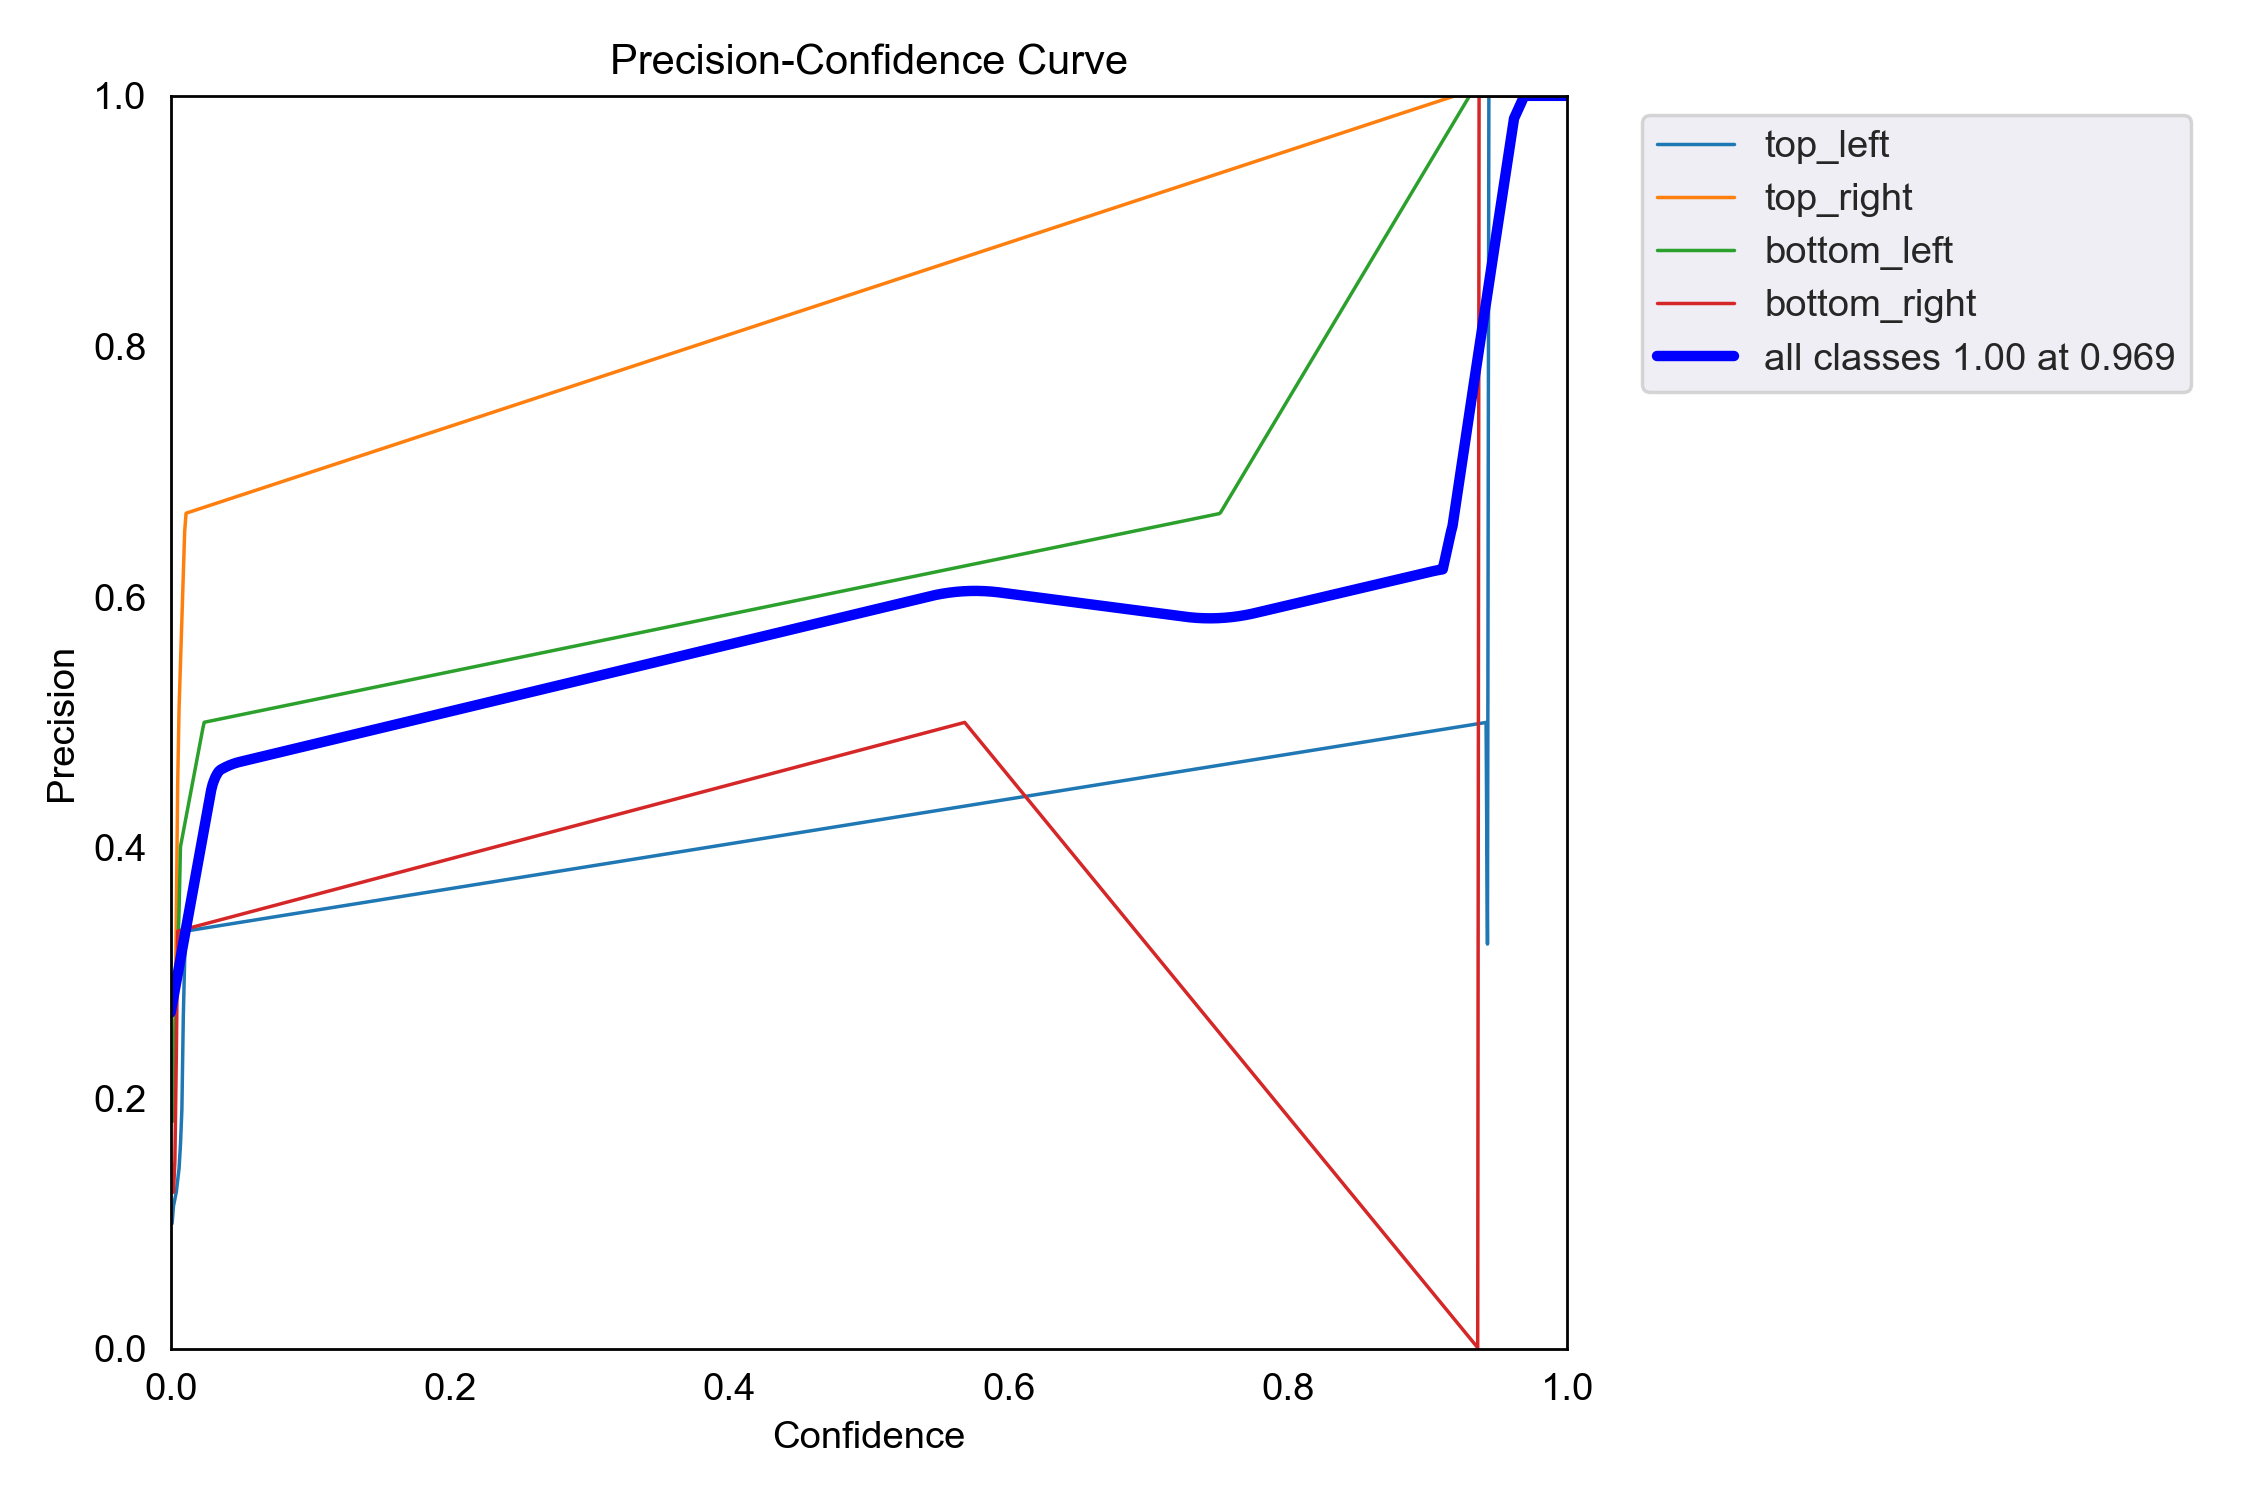 Precision-Confidence Curve
1.0
0.8
0.6
0.4
0.2
0.0
Precision
0.0 0.2 0.4 0.6 0.8 1.0
Confidence
top_left
top_right
bottom_left
bottom_right
all classes 1.00 at 0.969